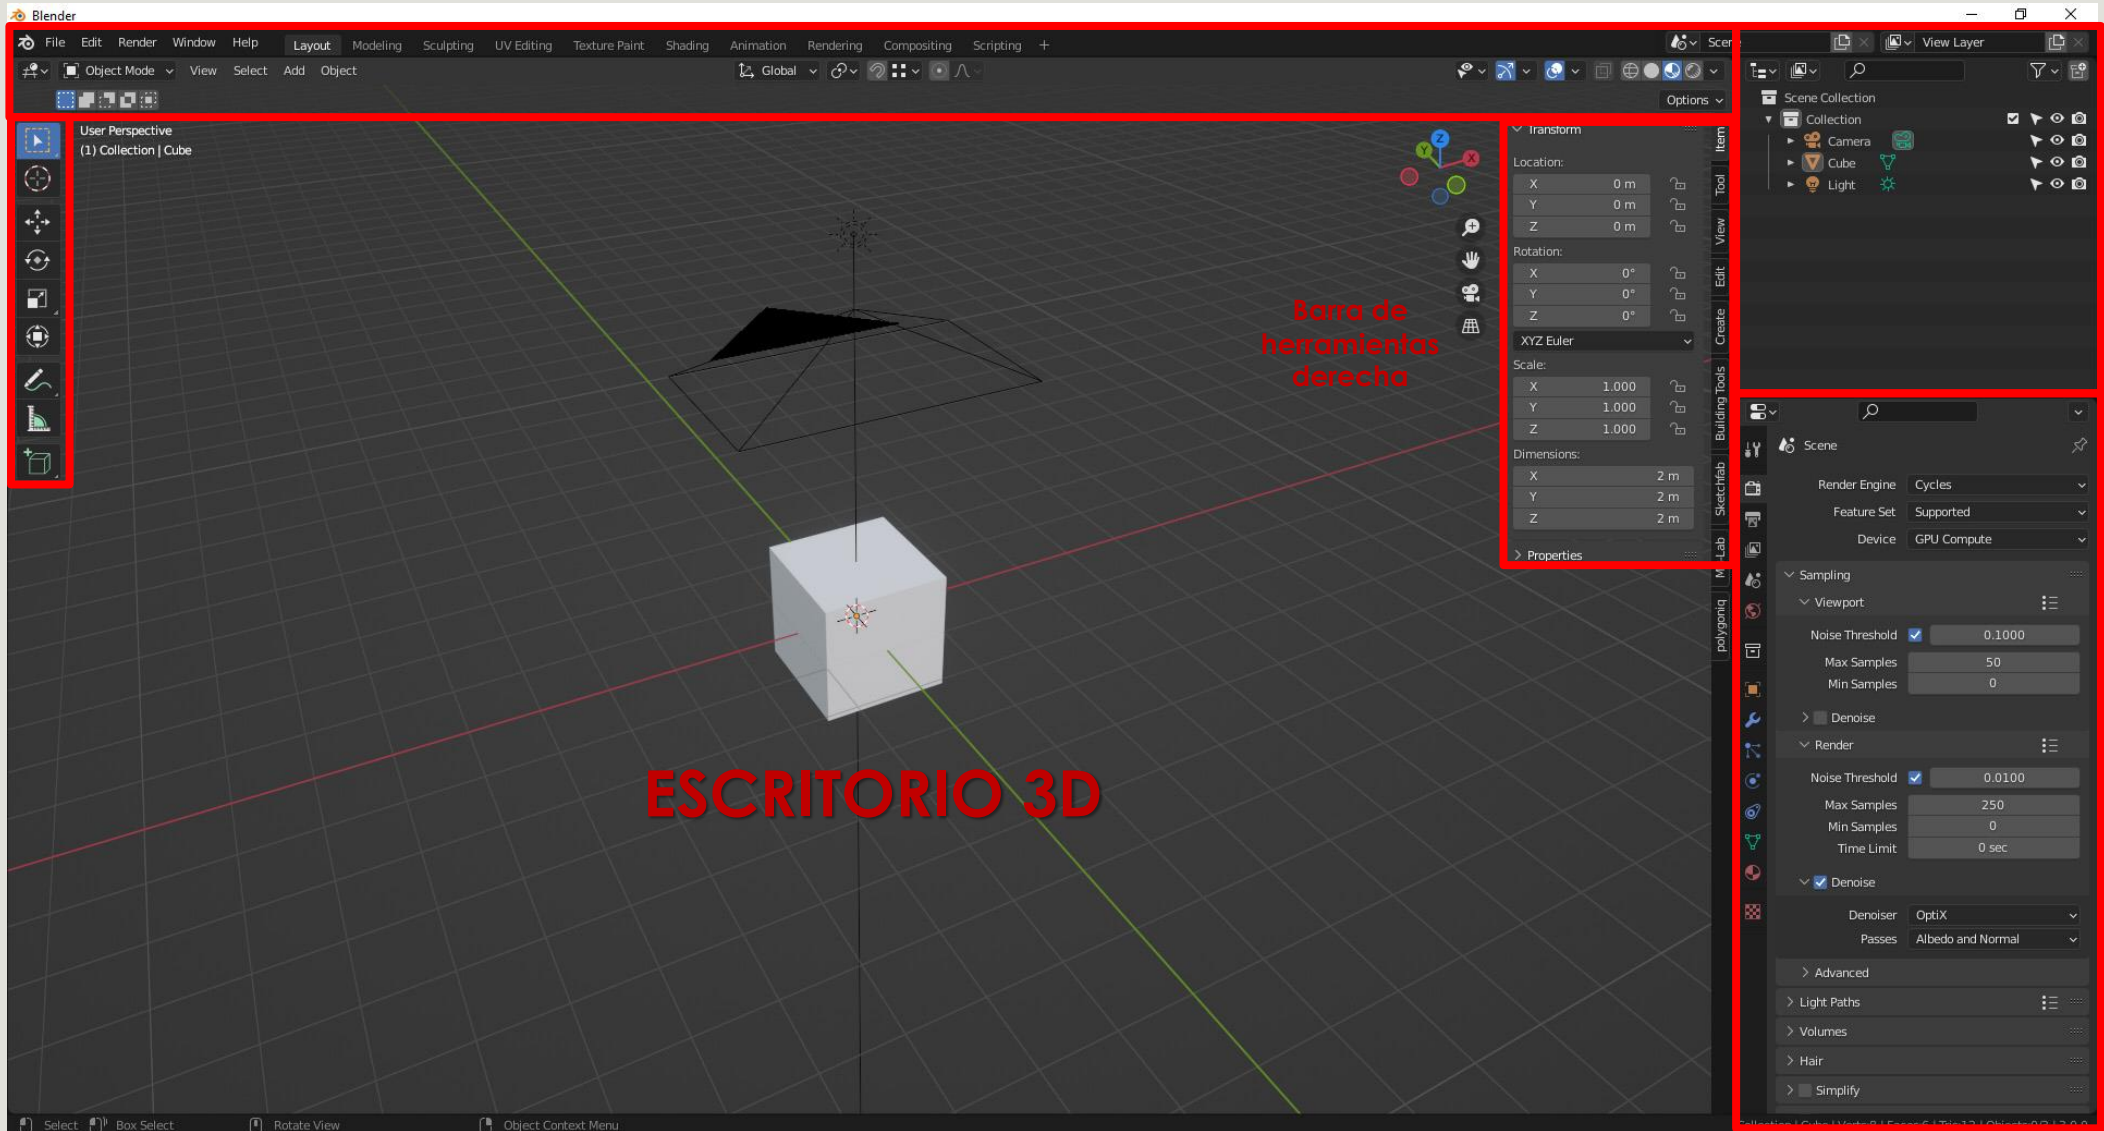 Blender
File Edit Render Window Help Layout Modeling Sculpting UV Editing Texture Paint Shading Animation Rendering Compositing Scripting + Scene View Layer
Object Mode View Select Add Object Global
Options
User Perspective
(1) Collection | Cube
Transform
Location:
X 0 m
Y 0 m
Z 0 m
Rotation:
X 0°
Y 0°
Z 0°
XYZ Euler
Scale:
X 1.000
Y 1.000
Z 1.000
Dimensions:
X 2 m
Y 2 m
Z 2 m
Properties
Item
Tool
View
Edit
Create
Building Tools
Sketchfab
polygoniq
Z
Y
X
Barra de
herramientas
derecha
ESCRITORIO 3D
Scene Collection
Collection
Camera
Cube
Light
Scene
Render Engine Cycles
Feature Set Supported
Device GPU Compute
Sampling
Viewport
Noise Threshold 0.1000
Max Samples 50
Min Samples 0
Denoise
Render
Noise Threshold 0.0100
Max Samples 250
Min Samples 0
Time Limit 0 sec
Denoise
Denoiser OptiX
Passes Albedo and Normal
Advanced
Light Paths
Volumes
Hair
Simplify
Select Box Select Rotate View Object Context Menu